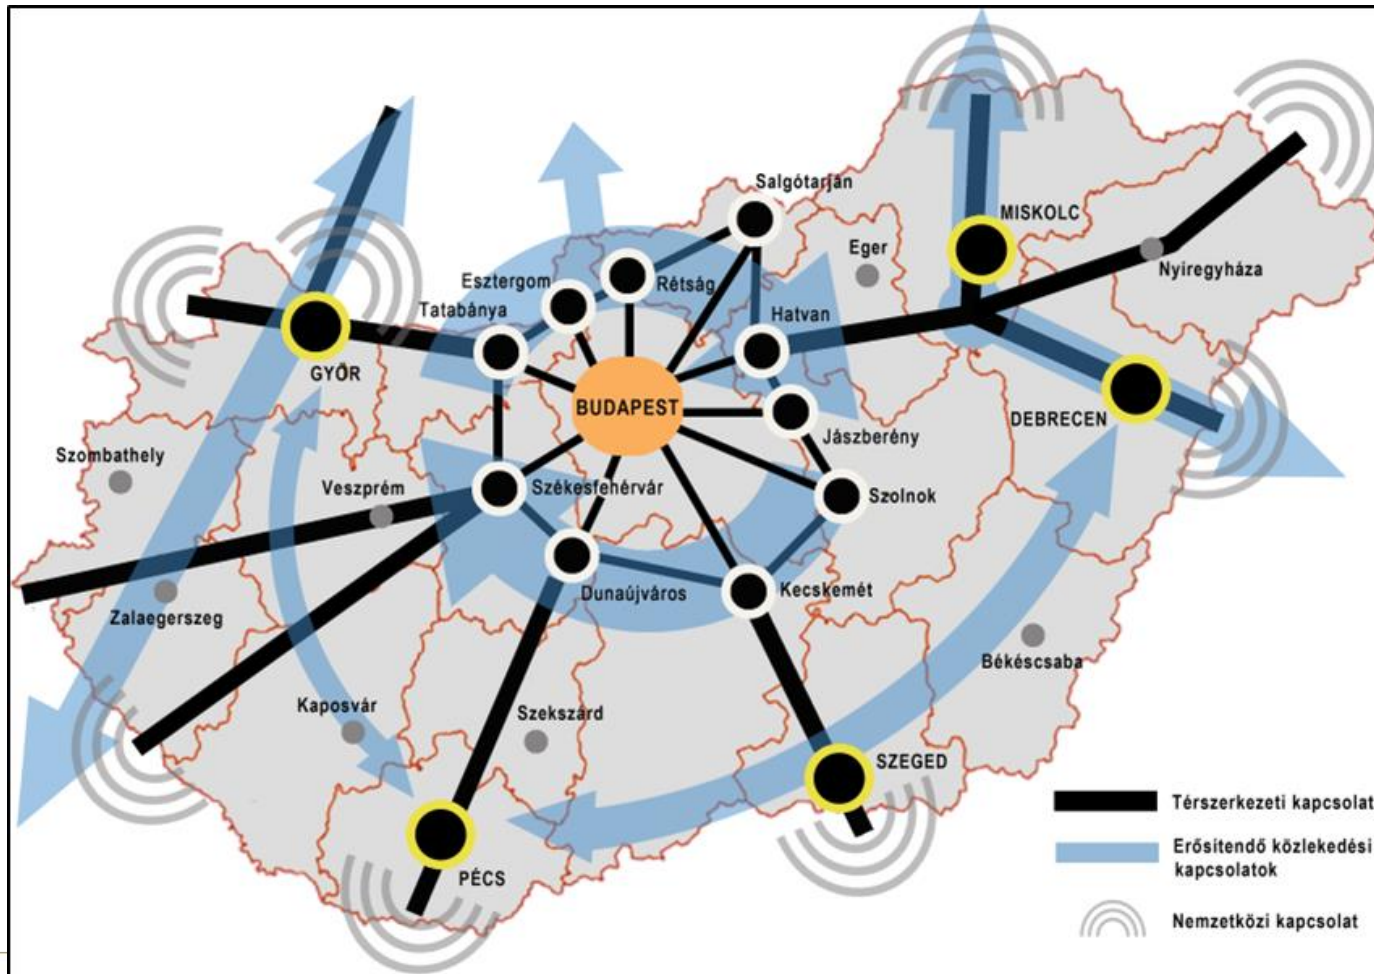 Salgótarján
MISKOLC
Eger
Nyíregyháza
Esztergom
Rétság
Tatabánya
Hatvan
GYŐR
BUDAPEST
DEBRECEN
Jászberény
Szombathely
Veszprém
Székesfehérvár
Szolnok
Zalaegerszeg
Dunaújváros
Kecskemét
Békéscsaba
Kaposvár
Szekszárd
SZEGED
PÉCS
Térszerkezeti kapcsolat
Erősítendő közlekedési
kapcsolatok
Nemzetközi kapcsolat